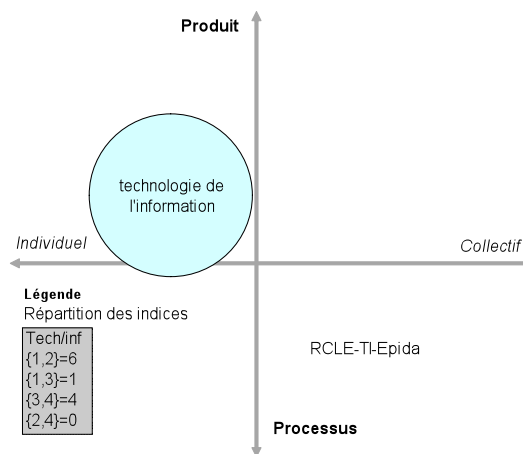 Produit
technologie de
l'information
Individuel
Collectif
Légende
Répartition des indices
Tech/inf
{1,2}=6
{1,3}=1
{3,4}=4
{2,4}=0
RCLE-TI-Epida
Processus